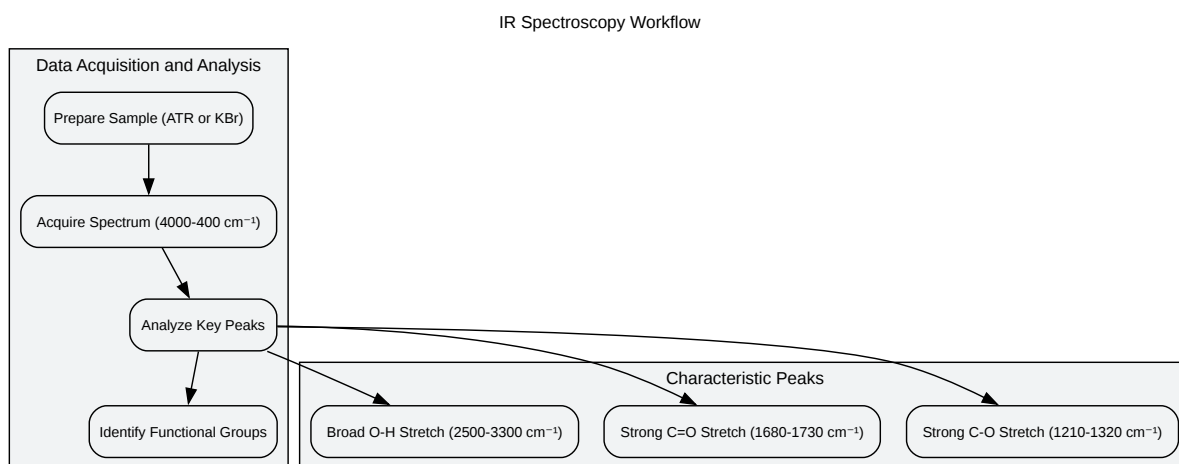 IR Spectroscopy Workflow
Data Acquisition and Analysis
Prepare Sample (ATR or KBr)
Acquire Spectrum (4000-400 cm⁻¹)
Analyze Key Peaks
Identify Functional Groups
Characteristic Peaks
Broad O-H Stretch (2500-3300 cm⁻¹)
Strong C=O Stretch (1680-1730 cm⁻¹)
Strong C-O Stretch (1210-1320 cm⁻¹)